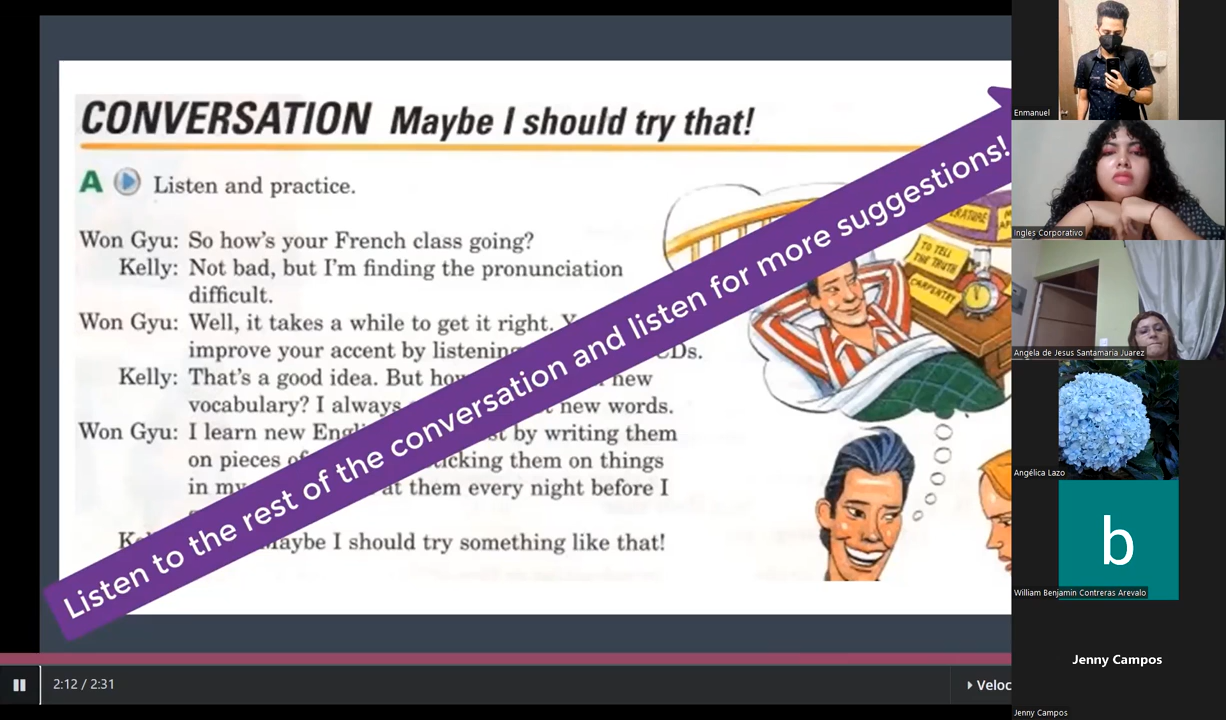 CONVERSATION Maybe I should try that!
A Listen and practice.
Won Gyu: So how's your French class going?
Kelly: Not bad, but I'm finding the pronunciation
difficult.
Won Gyu: Well, it takes a while to get it right.
improve your accent by listening CDs.
Kelly: That's a good idea. But how new
vocabulary? I always new words.
Won Gyu: I learn new by writing them
on pieces of them on things
in my at them every night before I
Maybe I should try something like that!
Listen to the rest of the conversation and listen for more suggestions!
TO TELL
THE TRUTH
CARPENTRY
2:12 / 2:31
Enmanuel
Ingles Corporativo
Angela de Jesus Santamaria Juarez
Angélica Lazo
b
William Benjamin Contreras Arevalo
Jenny Campos
Jenny Campos